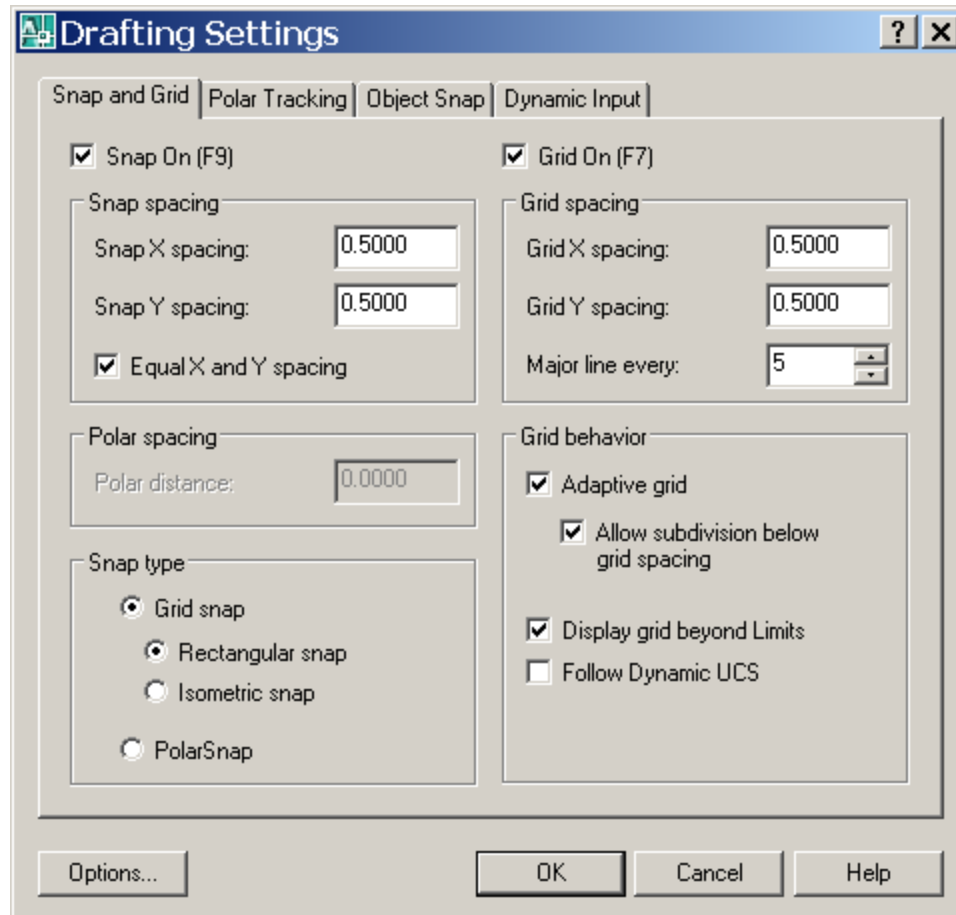 Drafting Settings
Snap and Grid Polar Tracking Object Snap Dynamic Input
Snap On (F9)
Grid On (F7)
Snap spacing
Snap X spacing: 0.5000
Snap Y spacing: 0.5000
Equal X and Y spacing
Grid spacing
Grid X spacing: 0.5000
Grid Y spacing: 0.5000
Major line every: 5
Polar spacing
Polar distance: 0.0000
Grid behavior
Adaptive grid
Allow subdivision below
grid spacing
Display grid beyond Limits
Follow Dynamic UCS
Snap type
Grid snap
Rectangular snap
Isometric snap
PolarSnap
Options... OK Cancel Help